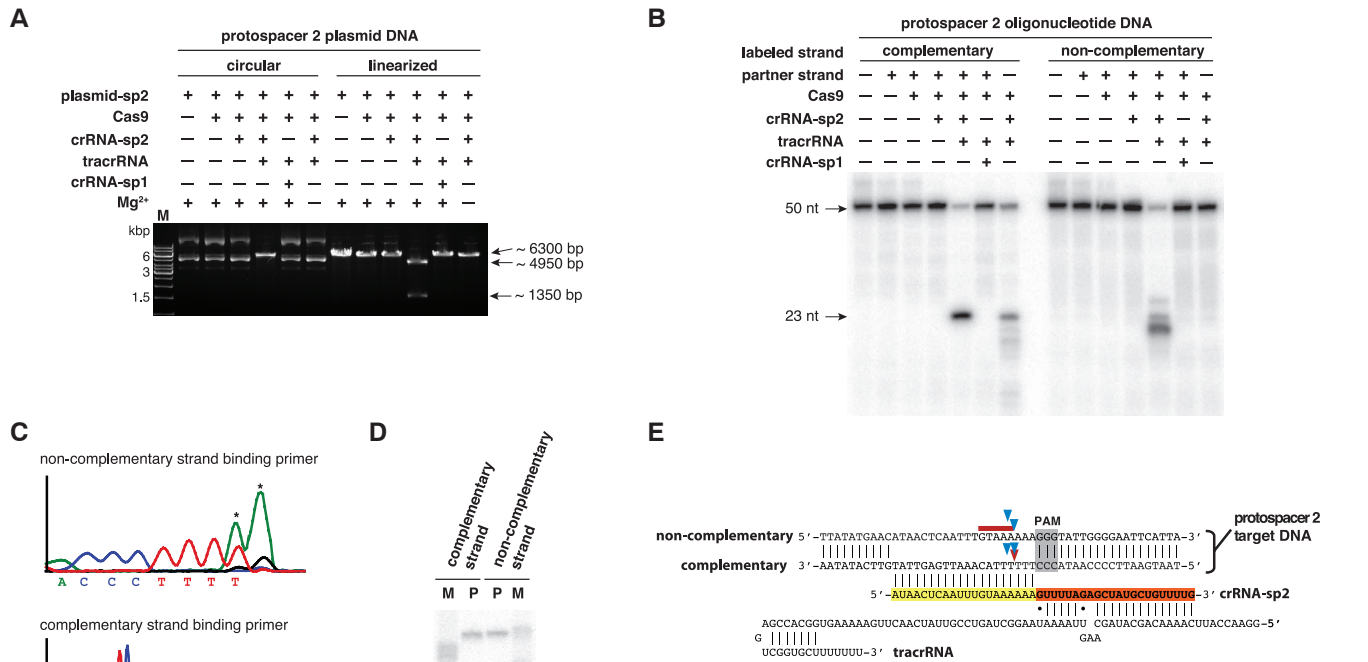 A
protospacer 2 plasmid DNA
circular linearized
plasmid-sp2 + + + + + + + + + + + +
Cas9 — + + + + + — + + + + +
crRNA-sp2 — — + + — + — — + + — +
tracrRNA — — — + + + — — — + + +
crRNA-sp1 — — — — + — — — — — + —
Mg²⁺ + + + + + — + + + + + —
M
kbp
6
3
1.5
~ 6300 bp
~ 4950 bp
~ 1350 bp
B
protospacer 2 oligonucleotide DNA
labeled strand complementary non-complementary
partner strand — + + + + + — — + + + + + —
Cas9 — — + + + + + — — + + + + +
crRNA-sp2 — — — + + — + — — — + + — +
tracrRNA — — — — + + + — — — — + + +
crRNA-sp1 — — — — — + — — — — — — + —
50 nt
23 nt
C
non-complementary strand binding primer
* *
A C C C T T T T
complementary strand binding primer
D
complementary strand
non-complementary strand
M P P M
E
PAM
non-complementary 5'-TTATATGAACATAACTCAATTTGTAAAAAAGGGTATTGGGGAATTCATTA-3'
complementary 3'-AATATACTTGTATTGAGTTAAACATTTTTTCCCATAACCCCTTAAGTAAT-5'
protospacer 2
target DNA
5'-AUAACUCAAUUUGUAAAAAAGUUUUAGAGCUAUGCUGUUUUG-3' crRNA-sp2
AGCCACGGUGAAAAAGUUCAACUAUUGCCUGAUCGGAAUAAAAUU CGAUACGACAAAACUUACCAAGG-5'
G GAA
UCGGUGCUUUUUUU-3' tracrRNA